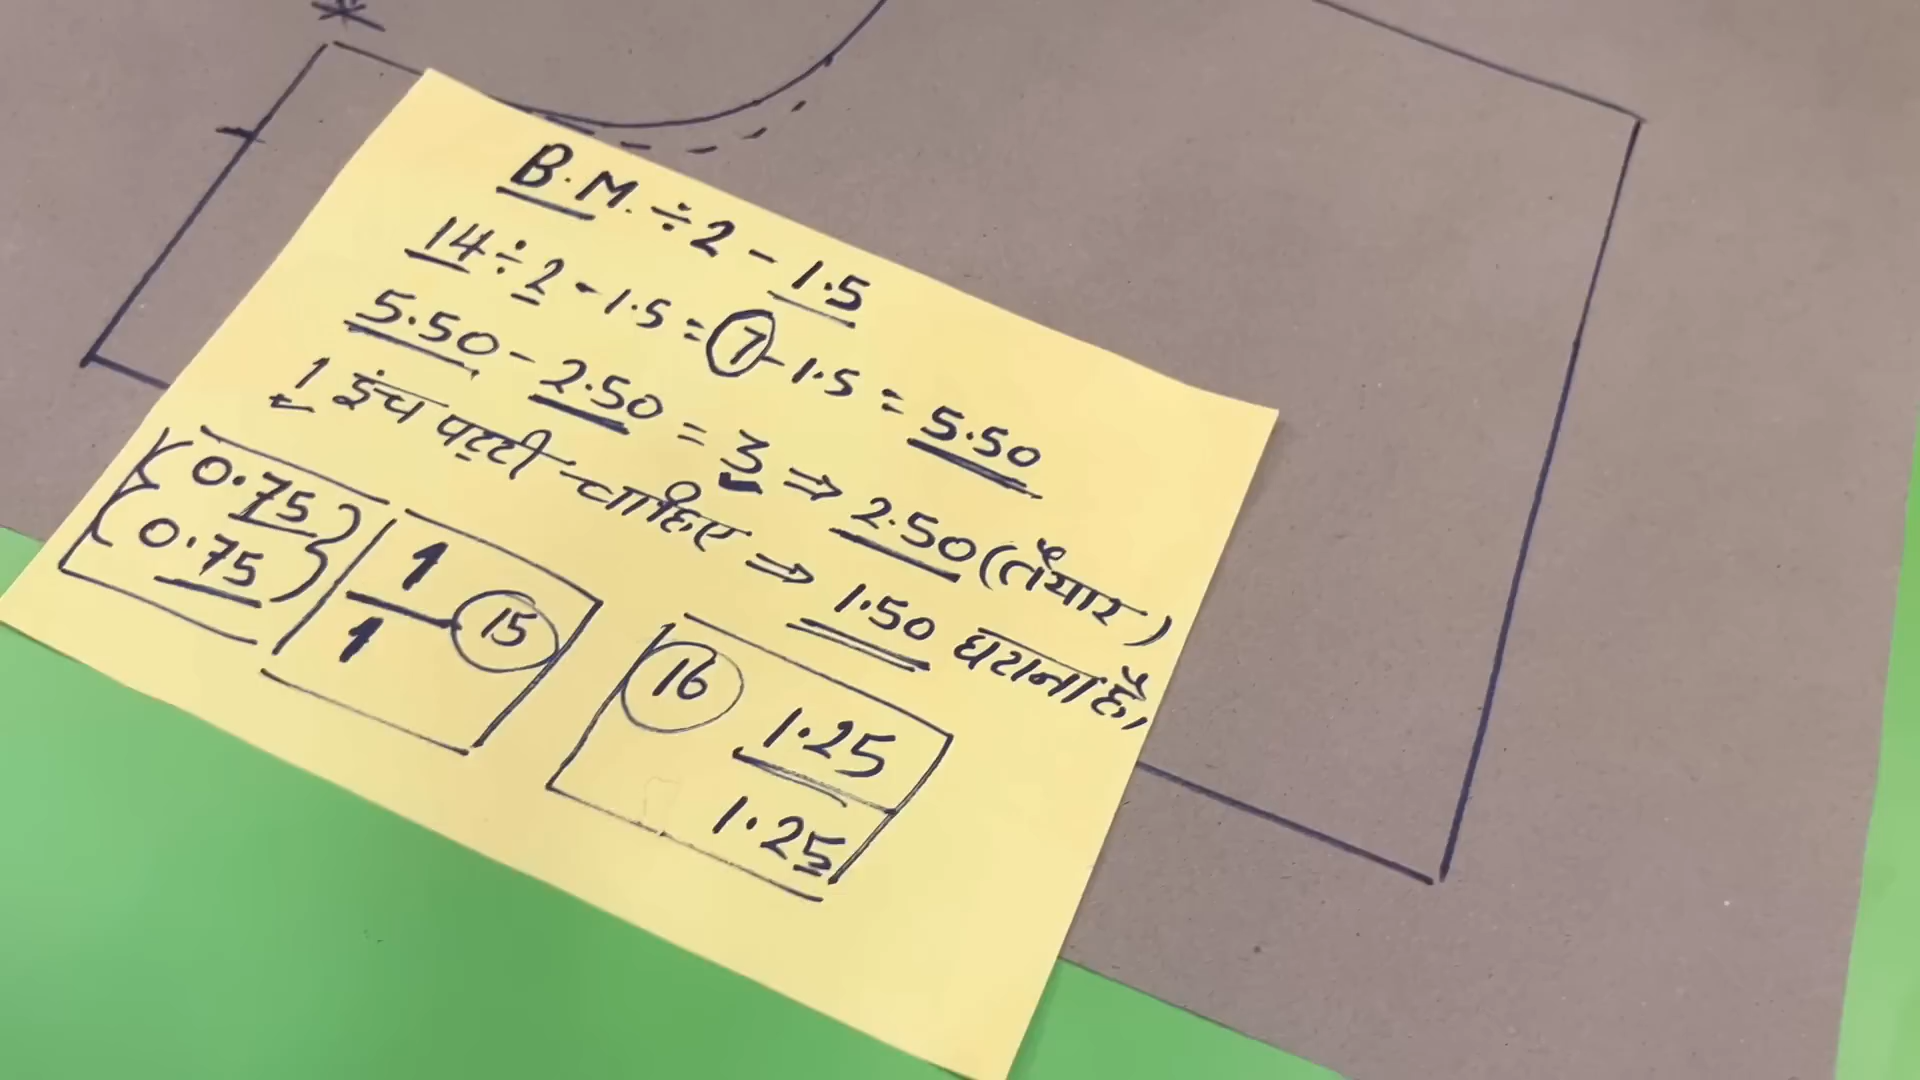 B.M. ÷ 2 - 1.5
14 ÷ 2 - 1.5 = 7 - 1.5 = 5.50
5.50 - 2.50 = 3 ⇒ 2.50 (तैयार)
1 इंच पट्टी चाहिए ⇒ 1.50 घटाना है,
0.75
0.75
1
1
15
16
1.25
1.25